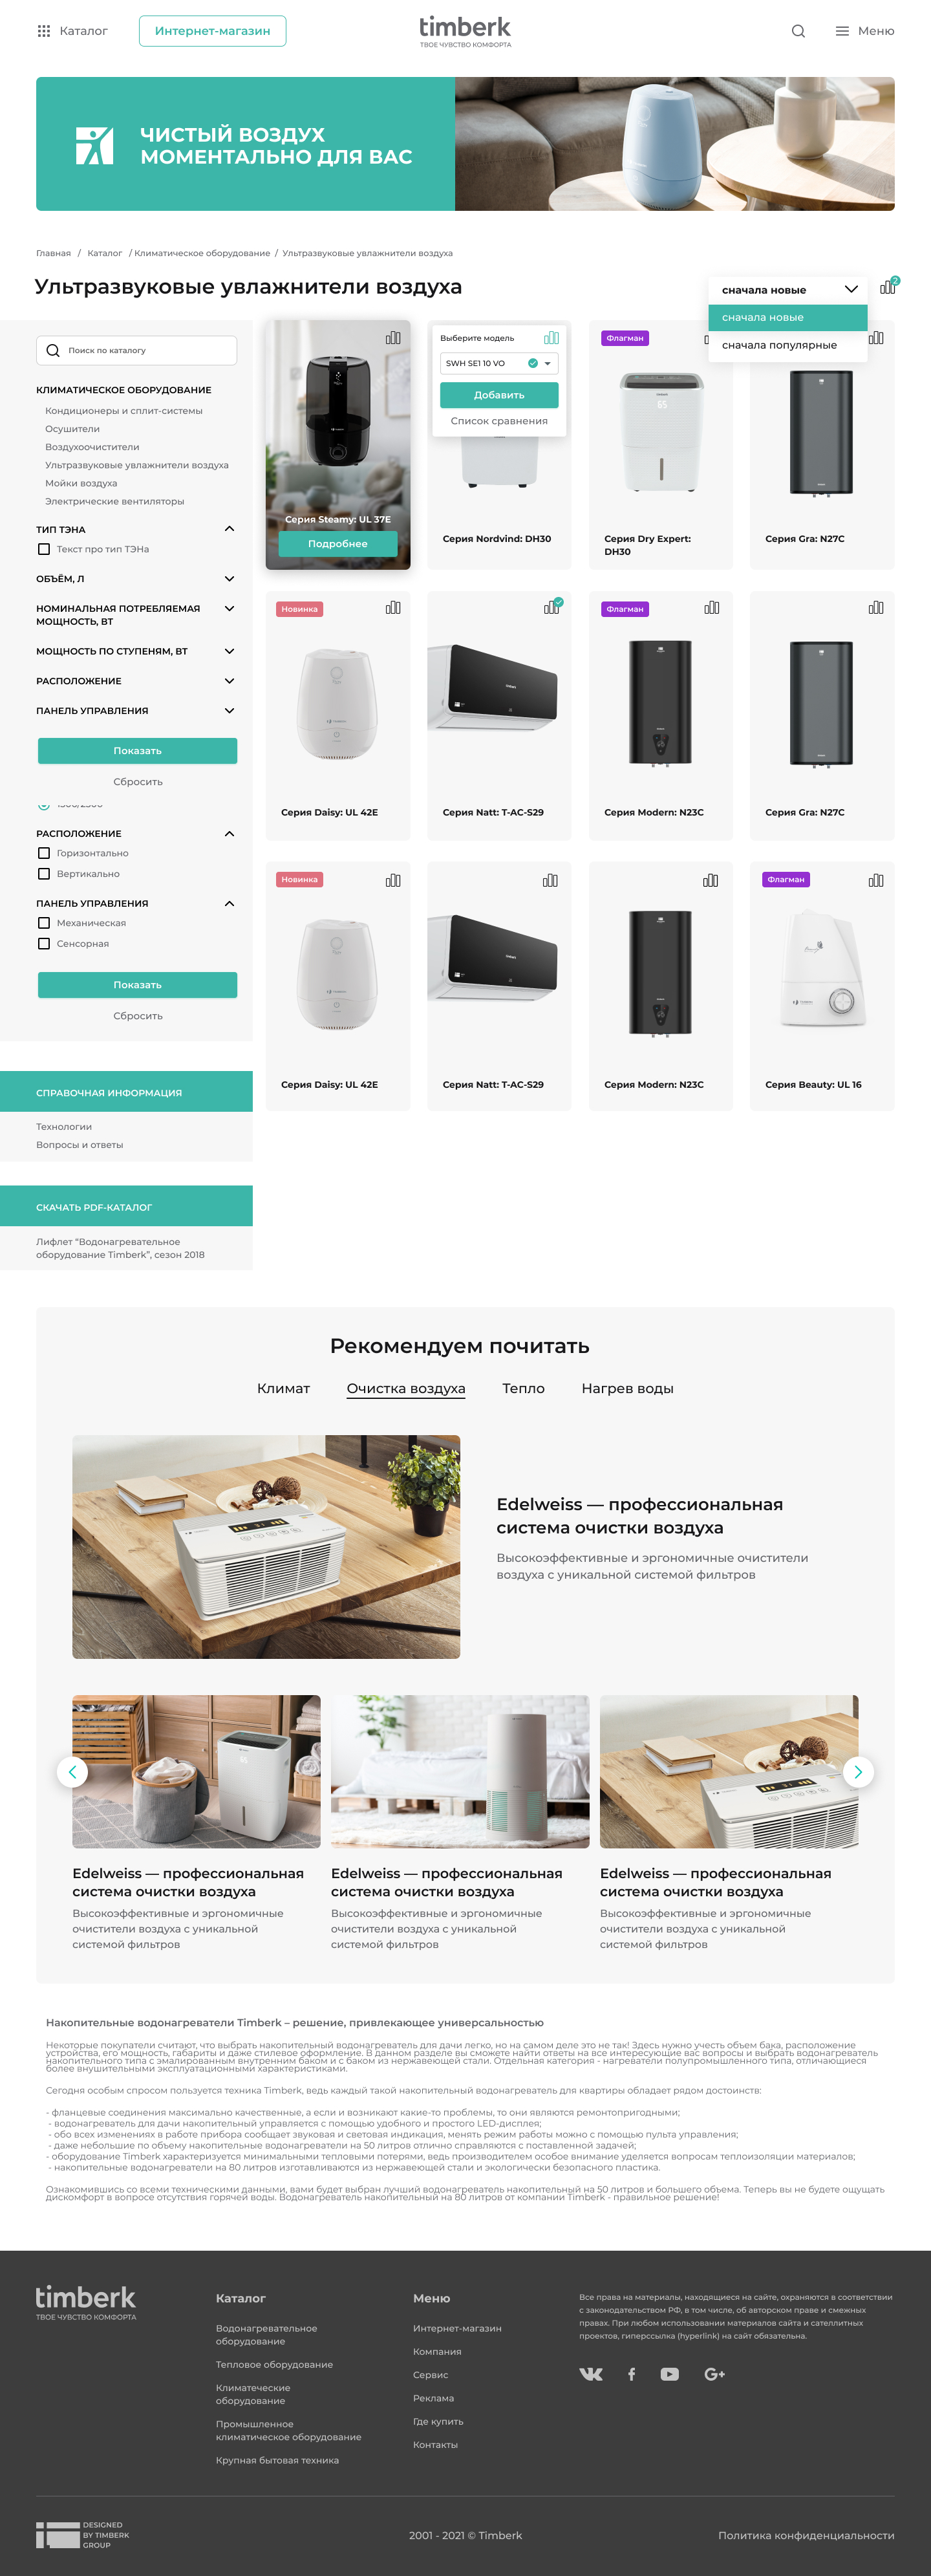 Каталог
Интернет-магазин
timberk
ТВОЕ ЧУВСТВО КОМФОРТА
Меню
ЧИСТЫЙ ВОЗДУХ
МОМЕНТАЛЬНО ДЛЯ ВАС
Главная / Каталог / Климатическое оборудование / Ультразвуковые увлажнители воздуха
Ультразвуковые увлажнители воздуха
сначала новые
2
сначала новые
сначала популярные
Поиск по каталогу
КЛИМАТИЧЕСКОЕ ОБОРУДОВАНИЕ
Кондиционеры и сплит-системы
Осушители
Воздухоочистители
Ультразвуковые увлажнители воздуха
Мойки воздуха
Электрические вентиляторы
ТИП ТЭНА
Текст про тип ТЭНа
ОБЪЁМ, Л
НОМИНАЛЬНАЯ ПОТРЕБЛЯЕМАЯ
МОЩНОСТЬ, ВТ
МОЩНОСТЬ ПО СТУПЕНЯМ, ВТ
РАСПОЛОЖЕНИЕ
ПАНЕЛЬ УПРАВЛЕНИЯ
Показать
Сбросить
РАСПОЛОЖЕНИЕ
Горизонтально
Вертикально
ПАНЕЛЬ УПРАВЛЕНИЯ
Механическая
Сенсорная
Показать
Сбросить
СПРАВОЧНАЯ ИНФОРМАЦИЯ
Технологии
Вопросы и ответы
СКАЧАТЬ PDF-КАТАЛОГ
Лифлет “Водонагревательное
оборудование Timberk”, сезон 2018
Серия Steamy: UL 37E
Подробнее
Выберите модель
SWH SE1 10 VO
Добавить
Список сравнения
Серия Nordvind: DH30
Флагман
65
Серия Dry Expert:
DH30
Серия Gra: N27C
Новинка
Серия Daisy: UL 42E
Серия Natt: T-AC-S29
Флагман
Серия Modern: N23C
Серия Gra: N27C
Новинка
Серия Daisy: UL 42E
Серия Natt: T-AC-S29
Серия Modern: N23C
Флагман
Серия Beauty: UL 16
Рекомендуем почитать
Климат
Очистка воздуха
Тепло
Нагрев воды
Edelweiss — профессиональная
система очистки воздуха
Высокоэффективные и эргономичные очистители
воздуха с уникальной системой фильтров
Edelweiss — профессиональная
система очистки воздуха
Высокоэффективные и эргономичные
очистители воздуха с уникальной
системой фильтров
Edelweiss — профессиональная
система очистки воздуха
Высокоэффективные и эргономичные
очистители воздуха с уникальной
системой фильтров
Edelweiss — профессиональная
система очистки воздуха
Высокоэффективные и эргономичные
очистители воздуха с уникальной
системой фильтров
Накопительные водонагреватели Timberk – решение, привлекающее универсальностью
Некоторые покупатели считают, что выбрать накопительный водонагреватель для дачи легко, но на самом деле это не так! Здесь нужно учесть объем бака, расположение
устройства, его мощность, габариты и даже стилевое оформление. В данном разделе вы сможете найти ответы на все интересующие вас вопросы и выбрать водонагреватель
накопительного типа с эмалированным внутренним баком и с баком из нержавеющей стали. Отдельная категория - нагреватели полупромышленного типа, отличающиеся
более внушительными эксплуатационными характеристиками.
Сегодня особым спросом пользуется техника Timberk, ведь каждый такой накопительный водонагреватель для квартиры обладает рядом достоинств:
- фланцевые соединения максимально качественные, а если и возникают какие-то проблемы, то они являются ремонтопригодными;
- водонагреватель для дачи накопительный управляется с помощью удобного и простого LED-дисплея;
- обо всех изменениях в работе прибора сообщает звуковая и световая индикация, менять режим работы можно с помощью пульта управления;
- даже небольшие по объему накопительные водонагреватели на 50 литров отлично справляются с поставленной задачей;
- оборудование Timberk характеризуется минимальными тепловыми потерями, ведь производителем особое внимание уделяется вопросам теплоизоляции материалов;
- накопительные водонагреватели на 80 литров изготавливаются из нержавеющей стали и экологически безопасного пластика.
Ознакомившись со всеми техническими данными, вами будет выбран лучший водонагреватель накопительный на 50 литров и большего объема. Теперь вы не будете ощущать
дискомфорт в вопросе отсутствия горячей воды. Водонагреватель накопительный на 80 литров от компании Timberk - правильное решение!
timberk
ТВОЕ ЧУВСТВО КОМФОРТА
Каталог
Водонагревательное
оборудование
Тепловое оборудование
Климатеческие
оборудование
Промышленное
климатическое оборудование
Крупная бытовая техника
Меню
Интернет-магазин
Компания
Сервис
Реклама
Где купить
Контакты
Все права на материалы, находящиеся на сайте, охраняются в соответствии
с законодательством РФ, в том числе, об авторском праве и смежных
правах. При любом использовании материалов сайта и сателлитных
проектов, гиперссылка (hyperlink) на сайт обязательна.
DESIGNED
BY TIMBERK
GROUP
2001 - 2021 © Timberk
Политика конфиденциальности